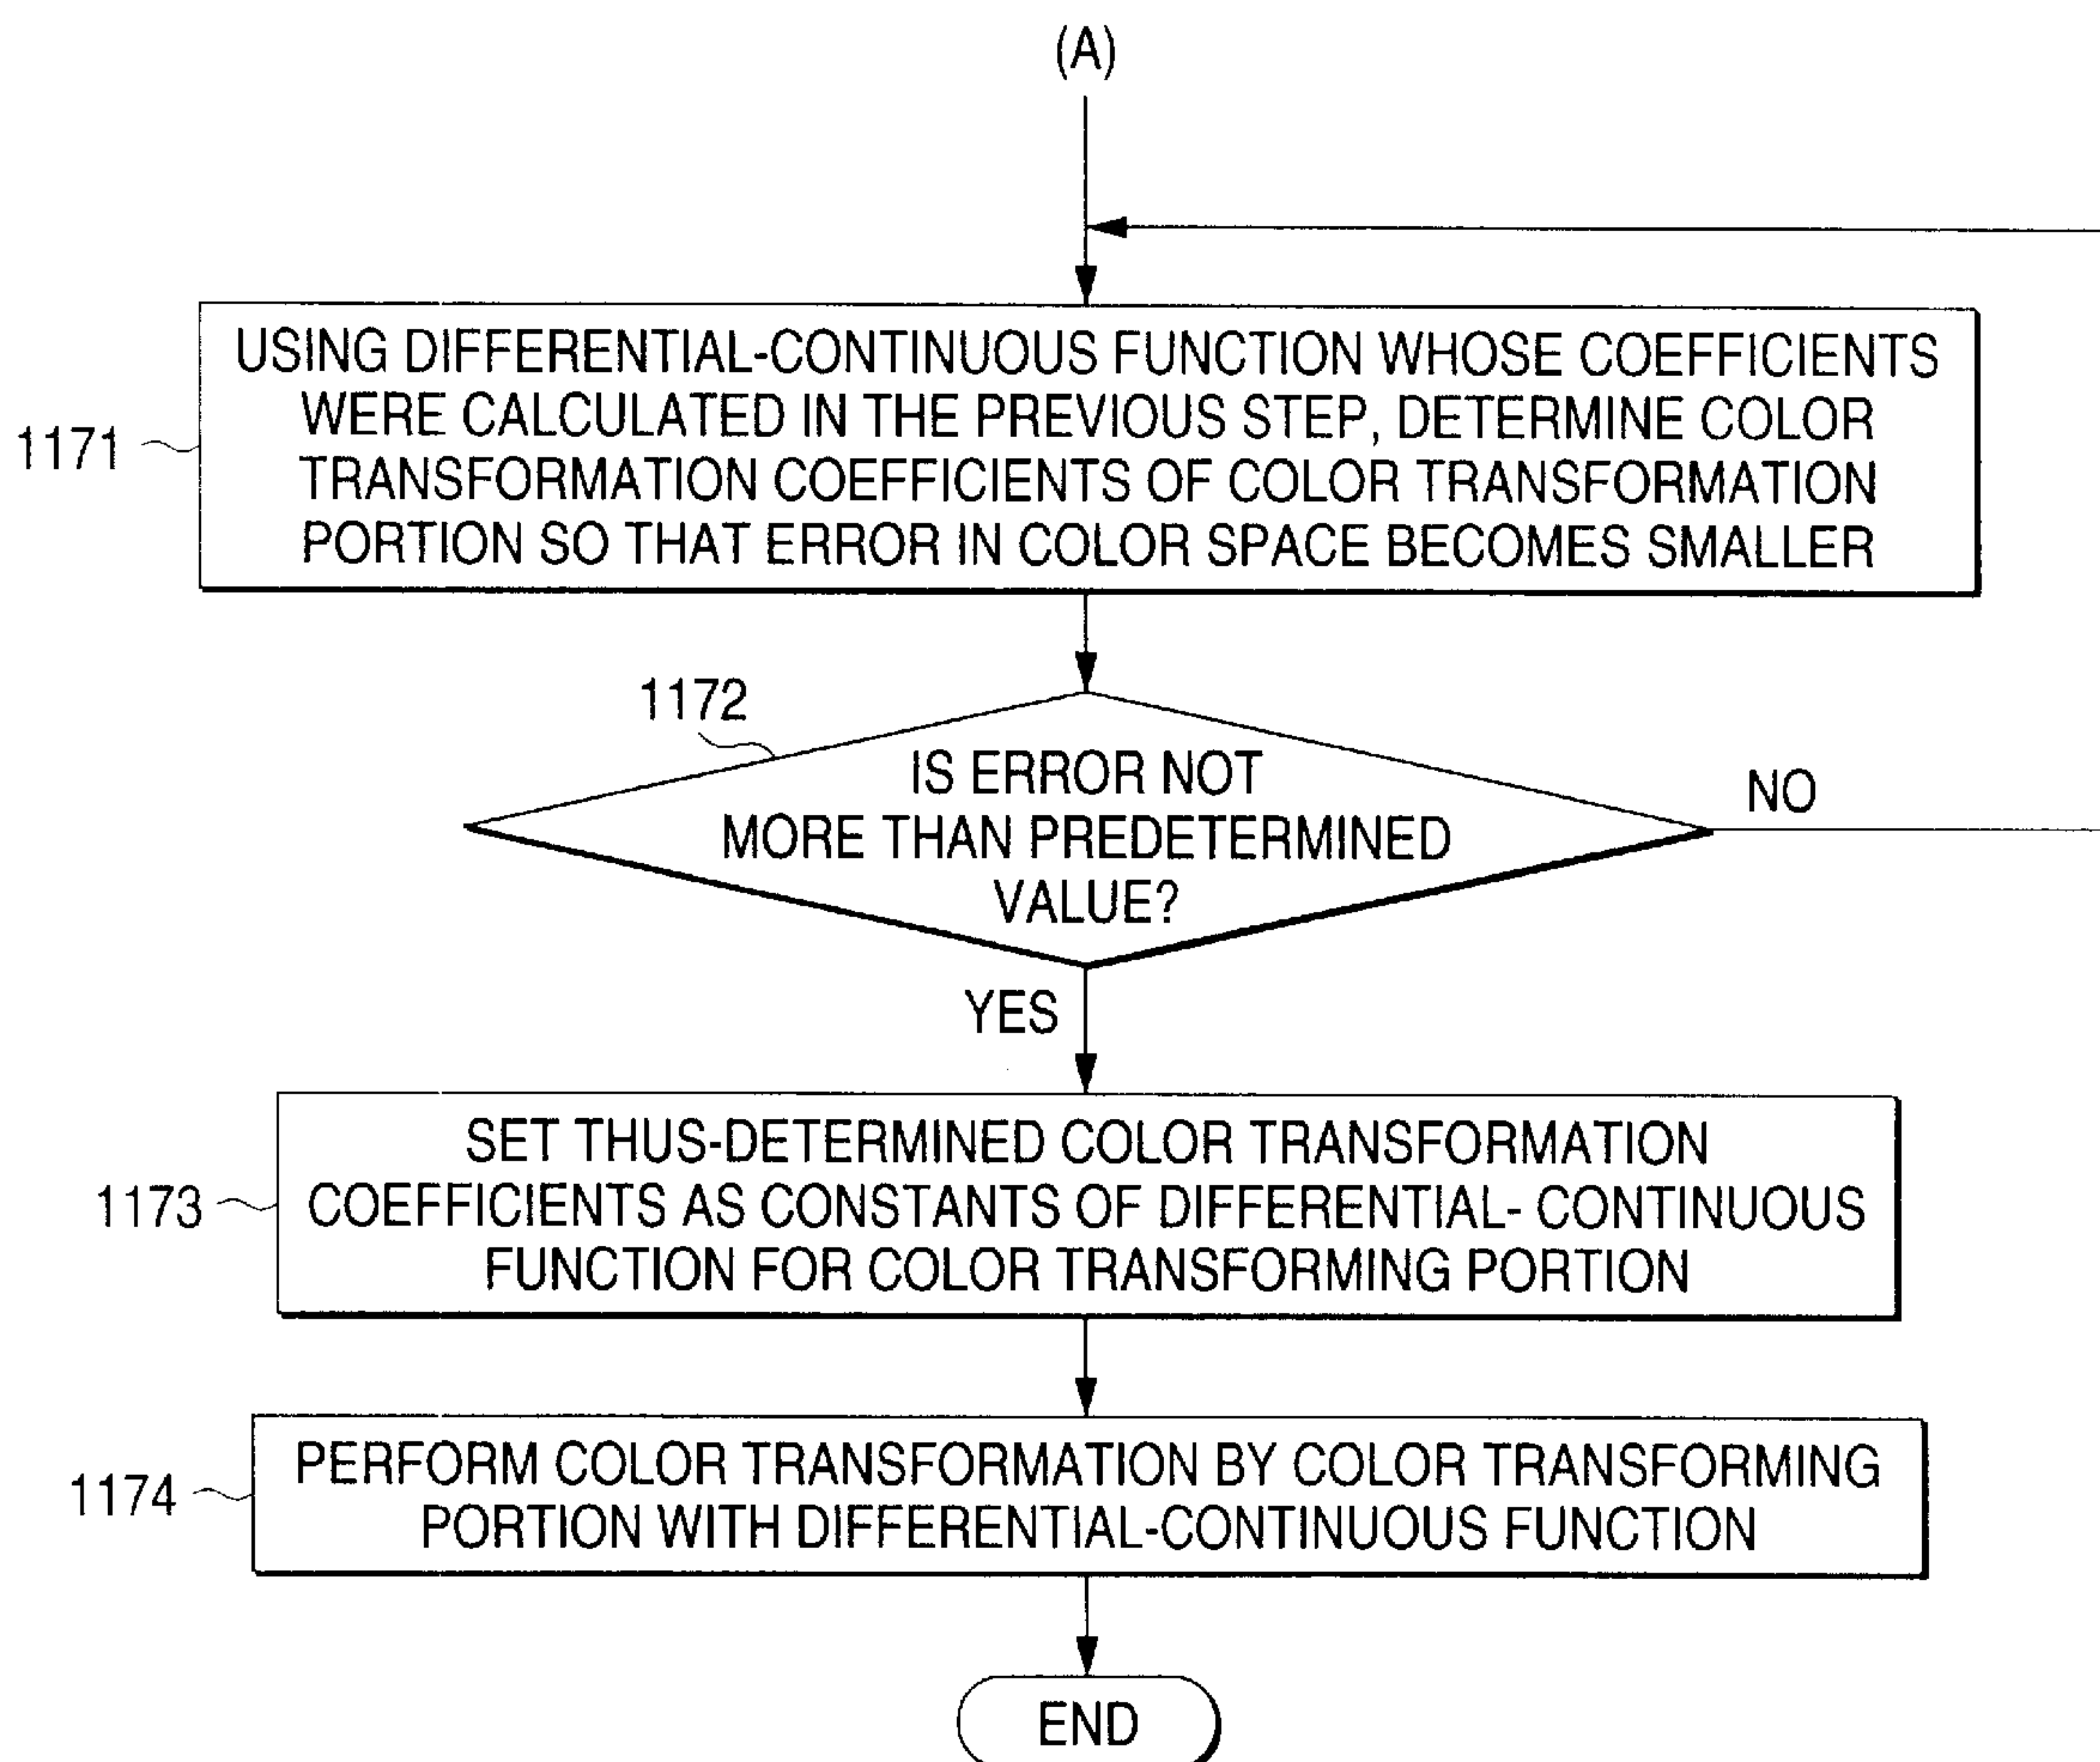 (A)
1171
USING DIFFERENTIAL-CONTINUOUS FUNCTION WHOSE COEFFICIENTS
WERE CALCULATED IN THE PREVIOUS STEP, DETERMINE COLOR
TRANSFORMATION COEFFICIENTS OF COLOR TRANSFORMATION
PORTION SO THAT ERROR IN COLOR SPACE BECOMES SMALLER
1172
IS ERROR NOT
MORE THAN PREDETERMINED
VALUE?
NO
YES
1173
SET THUS-DETERMINED COLOR TRANSFORMATION
COEFFICIENTS AS CONSTANTS OF DIFFERENTIAL- CONTINUOUS
FUNCTION FOR COLOR TRANSFORMING PORTION
1174
PERFORM COLOR TRANSFORMATION BY COLOR TRANSFORMING
PORTION WITH DIFFERENTIAL-CONTINUOUS FUNCTION
END